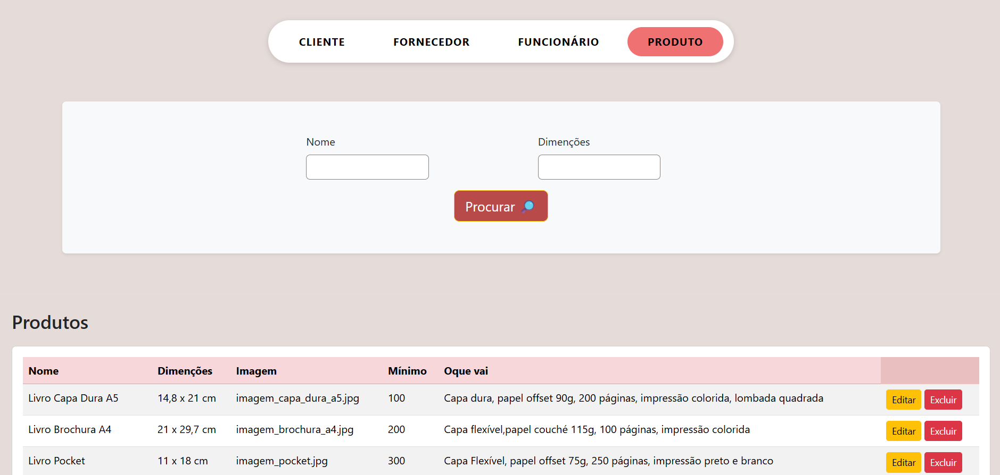 CLIENTE FORNECEDOR FUNCIONÁRIO PRODUTO
Nome Dimenções
Procurar
Produtos
Nome Dimenções Imagem Mínimo Oque vai
Livro Capa Dura A5 14,8 x 21 cm imagem_capa_dura_a5.jpg 100 Capa dura, papel offset 90g, 200 páginas, impressão colorida, lombada quadrada Editar Excluir
Livro Brochura A4 21 x 29,7 cm imagem_brochura_a4.jpg 200 Capa flexível,papel couché 115g, 100 páginas, impressão colorida Editar Excluir
Livro Pocket 11 x 18 cm imagem_pocket.jpg 300 Capa Flexível, papel offset 75g, 250 páginas, impressão preto e branco Editar Excluir